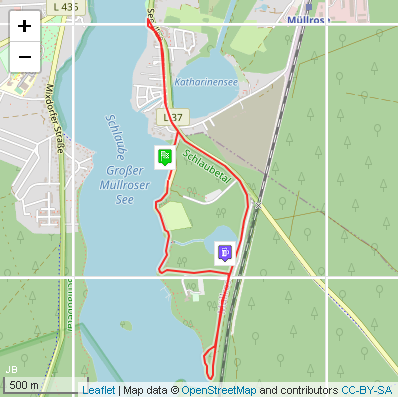 +
−
L 435
Müllros
Katharinensee
L 37
Mixdorfer Straße
Schlaube
Großer
Müllroser
See
Schlaubetal
JB
500 m
Leaflet | Map data © OpenStreetMap and contributors CC-BY-SA